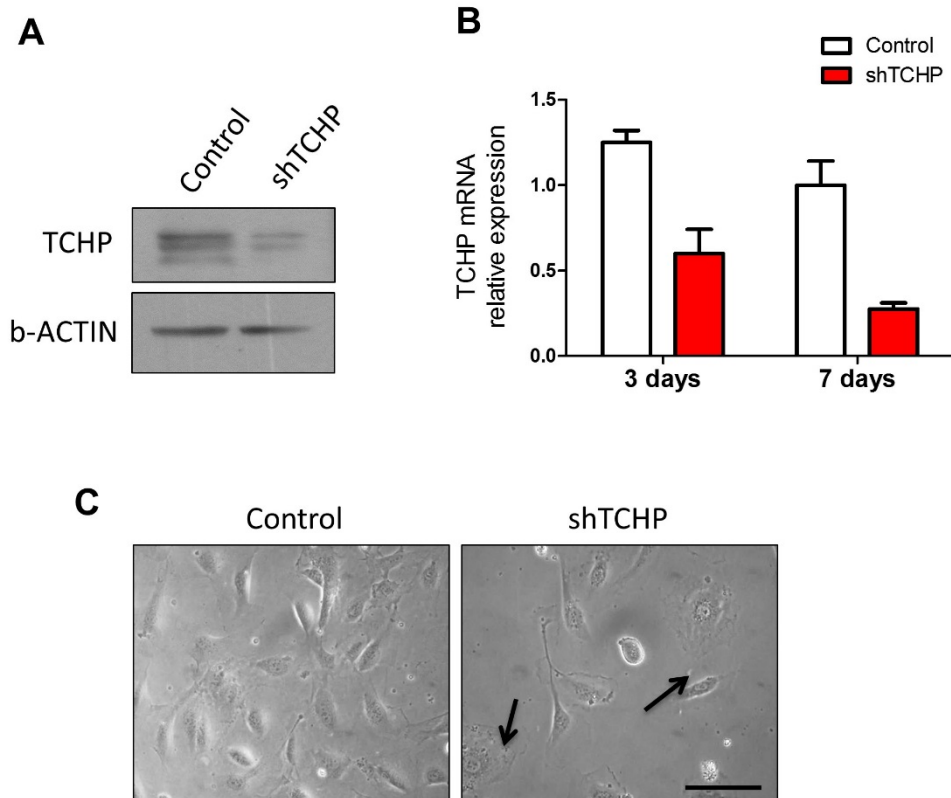 A
Control
shTCHP
TCHP
b-ACTIN
B
Control
shTCHP
TCHP mRNA
relative expression
1.5
1.0
0.5
0.0
3 days
7 days
C
Control
shTCHP